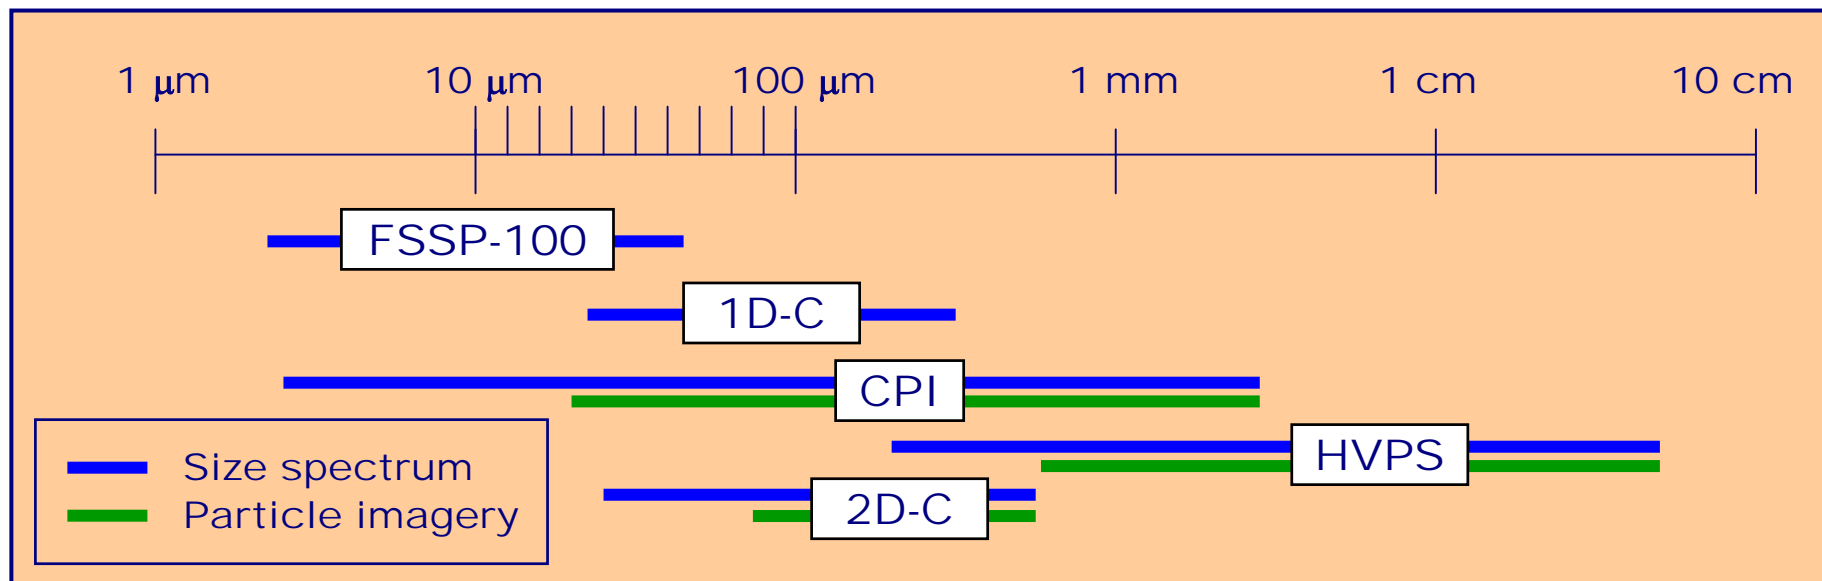 1 μm 10 μm 100 μm 1 mm 1 cm 10 cm
FSSP-100
1D-C
CPI
HVPS
2D-C
Size spectrum
Particle imagery